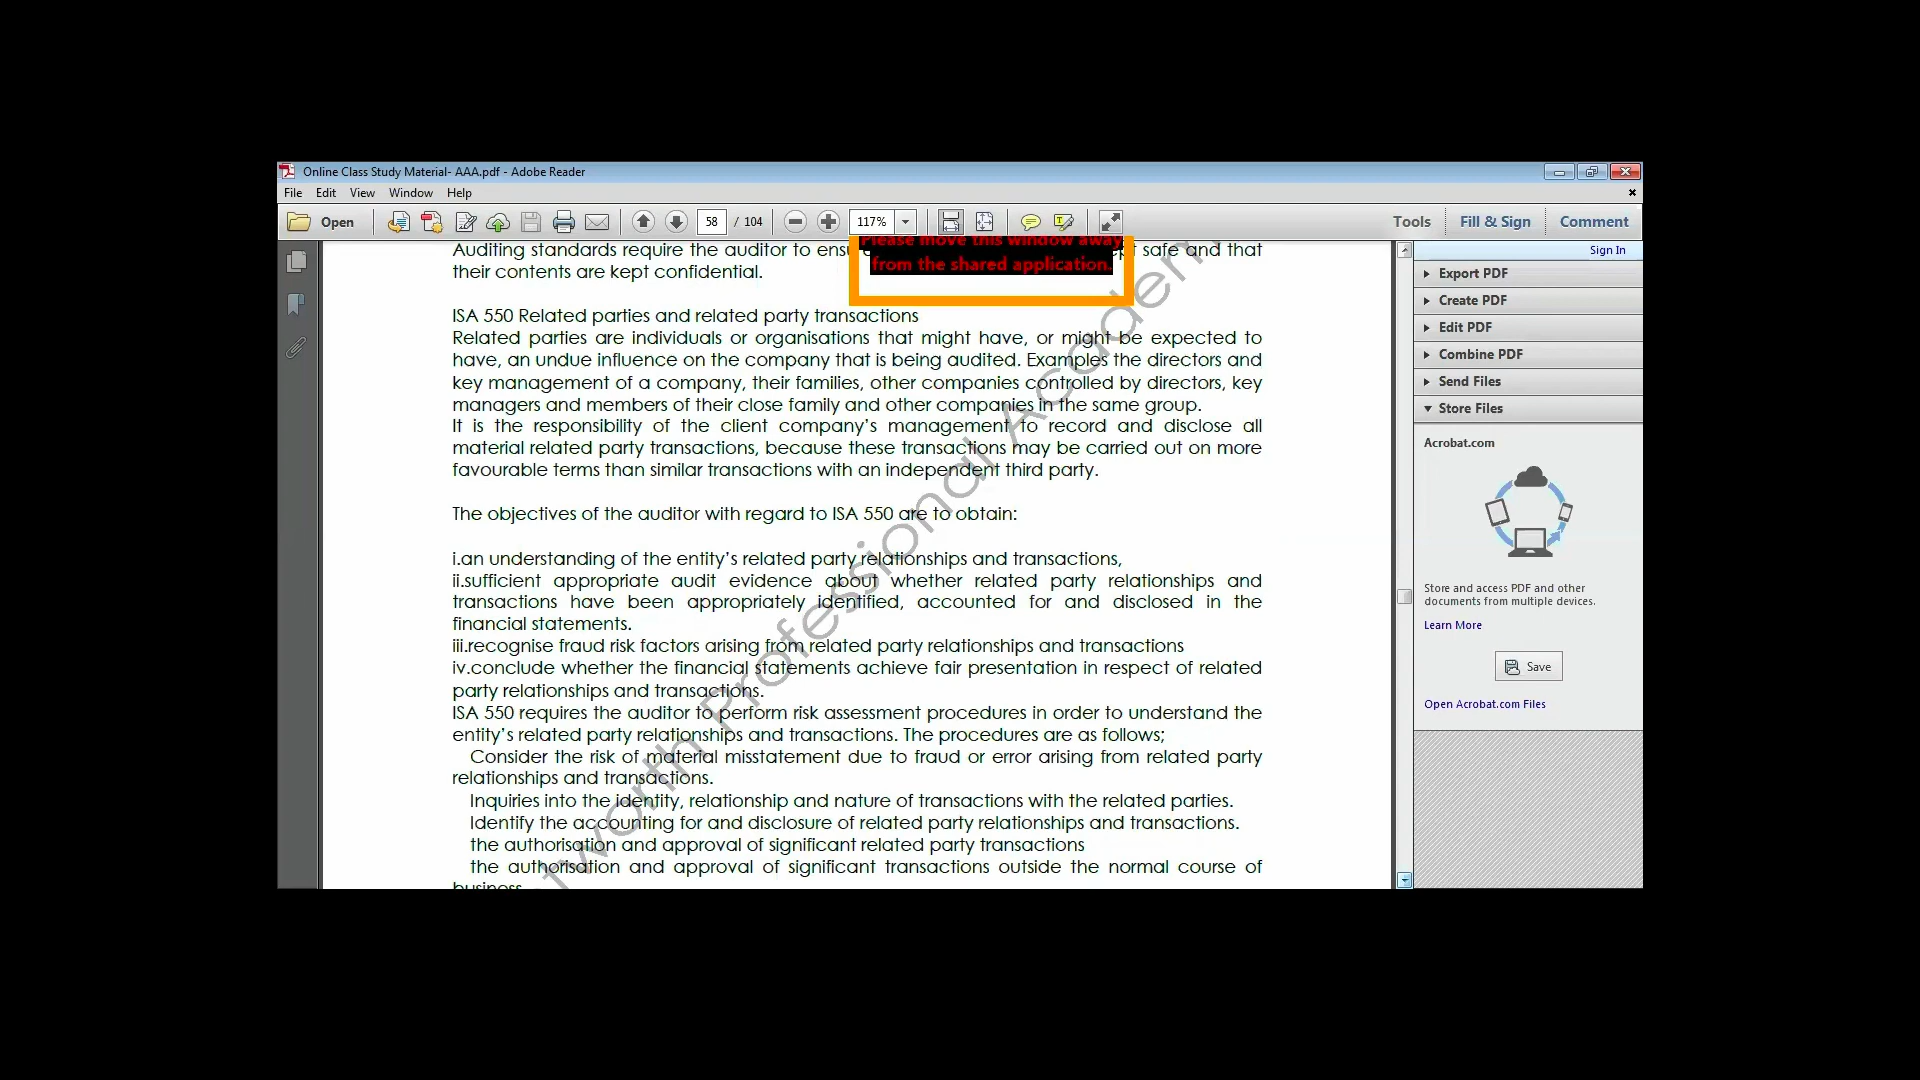 Online Class Study Material- AAA.pdf - Adobe Reader
File Edit View Window Help
Open 58 / 104 117% Tools Fill & Sign Comment
Sign In
Export PDF
Create PDF
Edit PDF
Combine PDF
Send Files
Store Files
Acrobat.com
Store and access PDF and other
documents from multiple devices.
Learn More
Save
Open Acrobat.com Files
Please move this window away
from the shared application.
Auditing standards require the auditor to safe and that
their contents are kept confidential.
ISA 550 Related parties and related party transactions
Related parties are individuals or organisations that might have, or might be expected to
have, an undue influence on the company that is being audited. Examples the directors and
key management of a company, their families, other companies controlled by directors, key
managers and members of their close family and other companies in the same group.
It is the responsibility of the client company's management to record and disclose all
material related party transactions, because these transactions may be carried out on more
favourable terms than similar transactions with an independent third party.
The objectives of the auditor with regard to ISA 550 are to obtain:
i.an understanding of the entity's related party relationships and transactions,
ii.sufficient appropriate audit evidence about whether related party relationships and
transactions have been appropriately identified, accounted for and disclosed in the
financial statements.
iii.recognise fraud risk factors arising from related party relationships and transactions
iv.conclude whether the financial statements achieve fair presentation in respect of related
party relationships and transactions.
ISA 550 requires the auditor to perform risk assessment procedures in order to understand the
entity's related party relationships and transactions. The procedures are as follows;
Consider the risk of material misstatement due to fraud or error arising from related party
relationships and transactions.
Inquiries into the identity, relationship and nature of transactions with the related parties.
Identify the accounting for and disclosure of related party relationships and transactions.
the authorisation and approval of significant related party transactions
the authorisation and approval of significant transactions outside the normal course of
business
Professional Academ